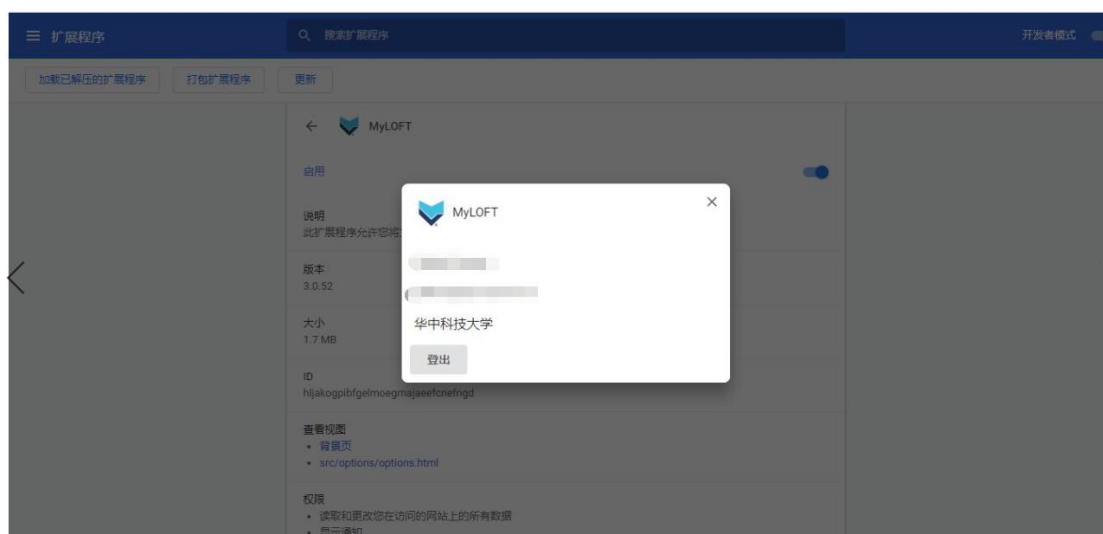 扩展程序
搜索扩展程序
开发者模式
加载已解压的扩展程序
打包扩展程序
更新
MyLOFT
启用
说明
此扩展程序允许您将
版本
3.0.52
大小
1.7 MB
ID
hljakogpibfgelmoegmajaeefcnefngd
查看视图
背景页
src/options/options.html
权限
读取和更改您在访问的网站上的所有数据
显示通知
MyLOFT
华中科技大学
登出